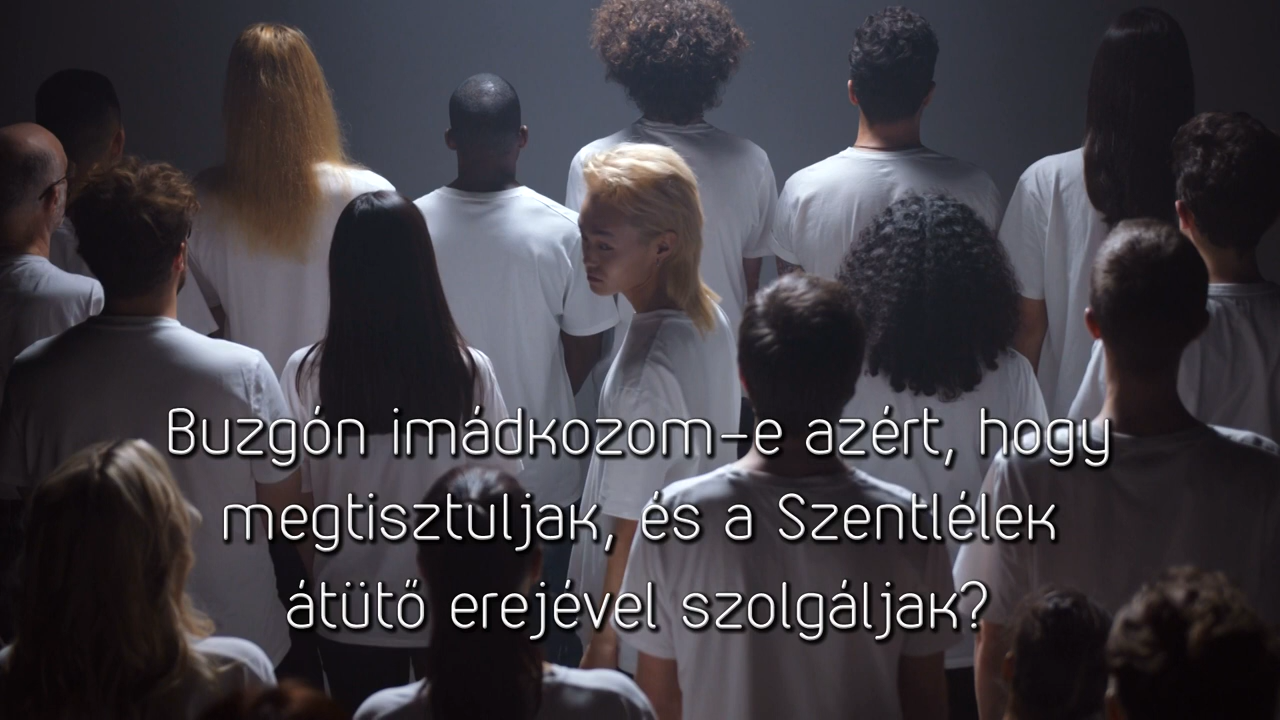 Buzgón imádkozom-e azért, hogy
megtisztuljak, és a Szentlélek
átütő erejével szolgáljak?